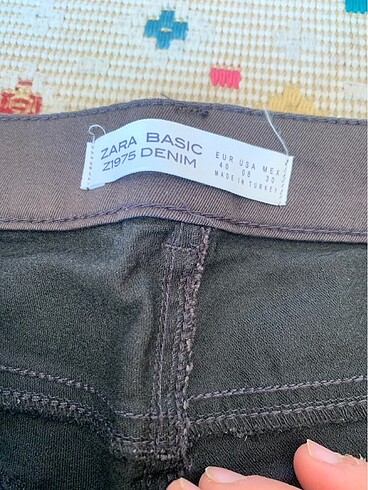 ZARA BASIC
Z1975 DENIM
EUR USA MEX
40 08 30
MADE IN TURKEY